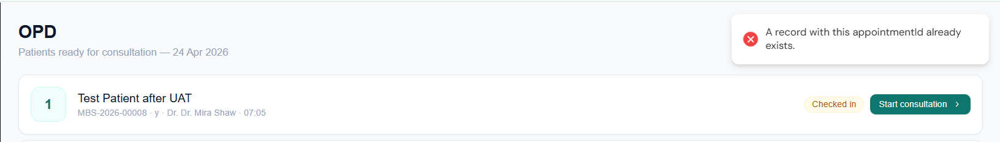 OPD
Patients ready for consultation — 24 Apr 2026
A record with this appointmentId already
exists.
1
Test Patient after UAT
MBS-2026-00008 · y · Dr. Dr. Mira Shaw · 07:05
Checked in
Start consultation